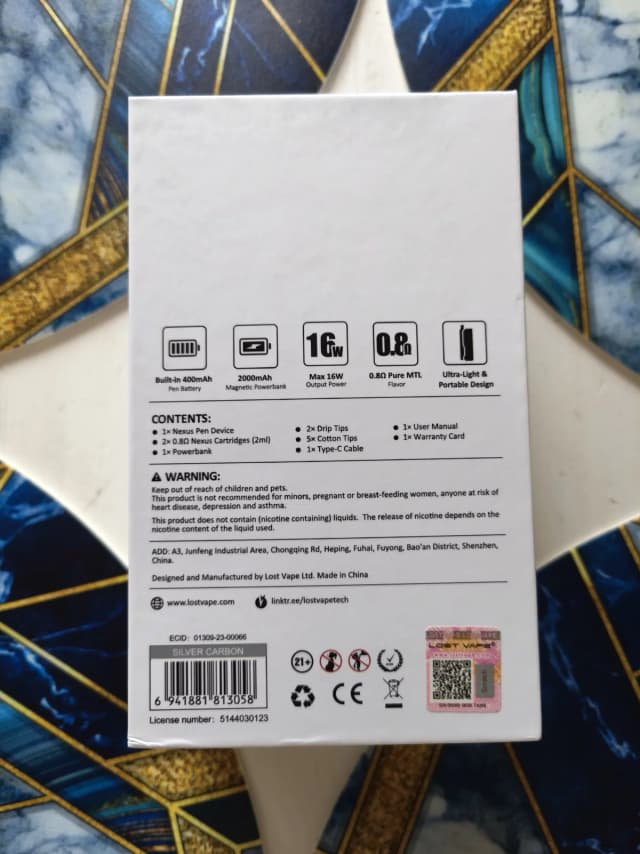 16W
0.8Ω
Built-in 400mAh
Pen Battery
2000mAh
Magnetic Powerbank
Max 16W
Output Power
0.8Ω Pure MTL
Flavor
Ultra-Light &
Portable Design
CONTENTS:
• 1× Nexus Pen Device
• 2× 0.8Ω Nexus Cartridges (2ml)
• 1× Powerbank
• 2× Drip Tips
• 5× Cotton Tips
• 1× Type-C Cable
• 1× User Manual
• 1× Warranty Card
WARNING:
Keep out of reach of children and pets.
This product is not recommended for minors, pregnant or breast-feeding women, anyone at risk of
heart disease, depression and asthma.
This product does not contain (nicotine containing) liquids. The release of nicotine depends on the
nicotine content of the liquid used.
ADD: A3, Junfeng Industrial Area, Chongqing Rd, Heping, Fuhai, Fuyong, Bao'an District, Shenzhen,
China.
Designed and Manufactured by Lost Vape Ltd. Made in China
www.lostvape.com
linktr.ee/lostvapetech
ECID: 01309-23-00066
SILVER CARBON
6 941881 813058
License number: 5144030123
21+
CE
LOST VAPE